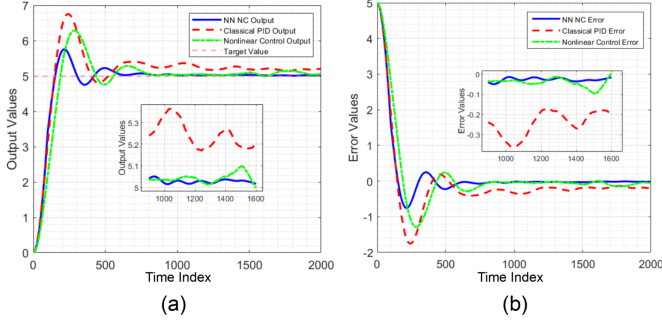 7
6
5
4
3
2
1
0
Output Values
NN NC Output
Classical PID Output
Nonlinear Control Output
Target Value
Output Values
5.3
5.2
5.1
5
1000
1200
1400
1600
0
500
1000
1500
2000
Time Index
(a)
5
4
3
2
1
0
-1
-2
Error Values
NN NC Error
Classical PID Error
Nonlinear Control Error
Error Values
0
-0.1
-0.2
-0.3
1000
1200
1400
1600
0
500
1000
1500
2000
Time Index
(b)